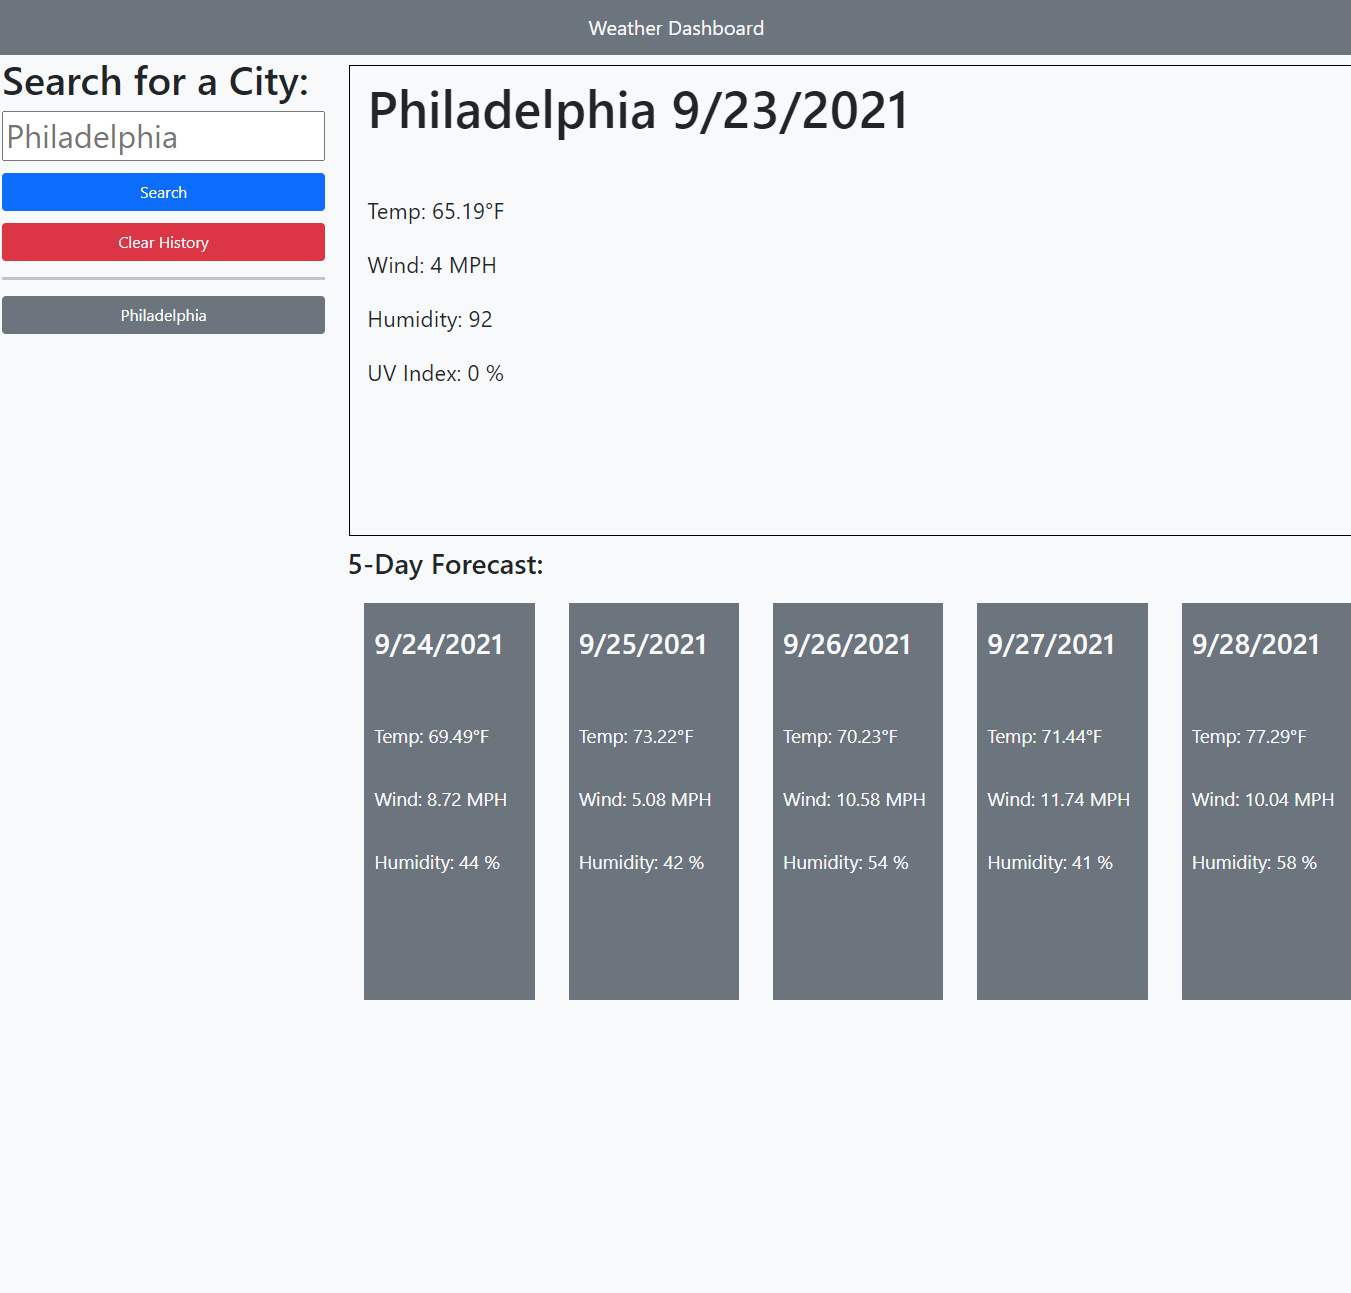 Weather Dashboard
Search for a City:
Philadelphia
Search
Clear History
Philadelphia
Philadelphia 9/23/2021
Temp: 65.19°F
Wind: 4 MPH
Humidity: 92
UV Index: 0 %
5-Day Forecast:
9/24/2021
Temp: 69.49°F
Wind: 8.72 MPH
Humidity: 44 %
9/25/2021
Temp: 73.22°F
Wind: 5.08 MPH
Humidity: 42 %
9/26/2021
Temp: 70.23°F
Wind: 10.58 MPH
Humidity: 54 %
9/27/2021
Temp: 71.44°F
Wind: 11.74 MPH
Humidity: 41 %
9/28/2021
Temp: 77.29°F
Wind: 10.04 MPH
Humidity: 58 %